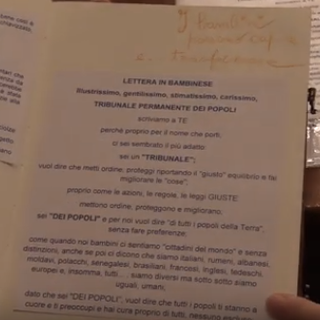 I bambini
LETTERA IN BAMBINESE
Illustrissimo, gentilissimo, stimatissimo, carissimo,
TRIBUNALE PERMANENTE DEI POPOLI
scriviamo a TE
perché proprio per il nome che porti,
ci sei sembrato il più adatto:
sei un "TRIBUNALE":
vuol dire che metti ordine, proteggi riportando il "giusto" equilibrio e fai
migliorare le "cose",
proprio come le azioni, le regole, le leggi GIUSTE
mettono ordine, proteggono e migliorano;
sei "DEI POPOLI" e per noi vuol dire "di tutti i popoli della Terra",
senza fare preferenze:
come quando noi bambini ci sentiamo "cittadini del mondo" e senza
distinzioni, anche se poi ci dicono che siamo italiani, rumeni, albanesi,
moldavi, polacchi, senegalesi, brasiliani, francesi, inglesi, tedeschi,
europei e, insomma, tutti... siamo diversi ma sotto sotto siamo
uguali: umani;
dato che sei "DEI POPOLI", vuol dire che tutti i popoli ti stanno a
cuore e ti preoccupi e hai cura proprio di tutti, nessuno